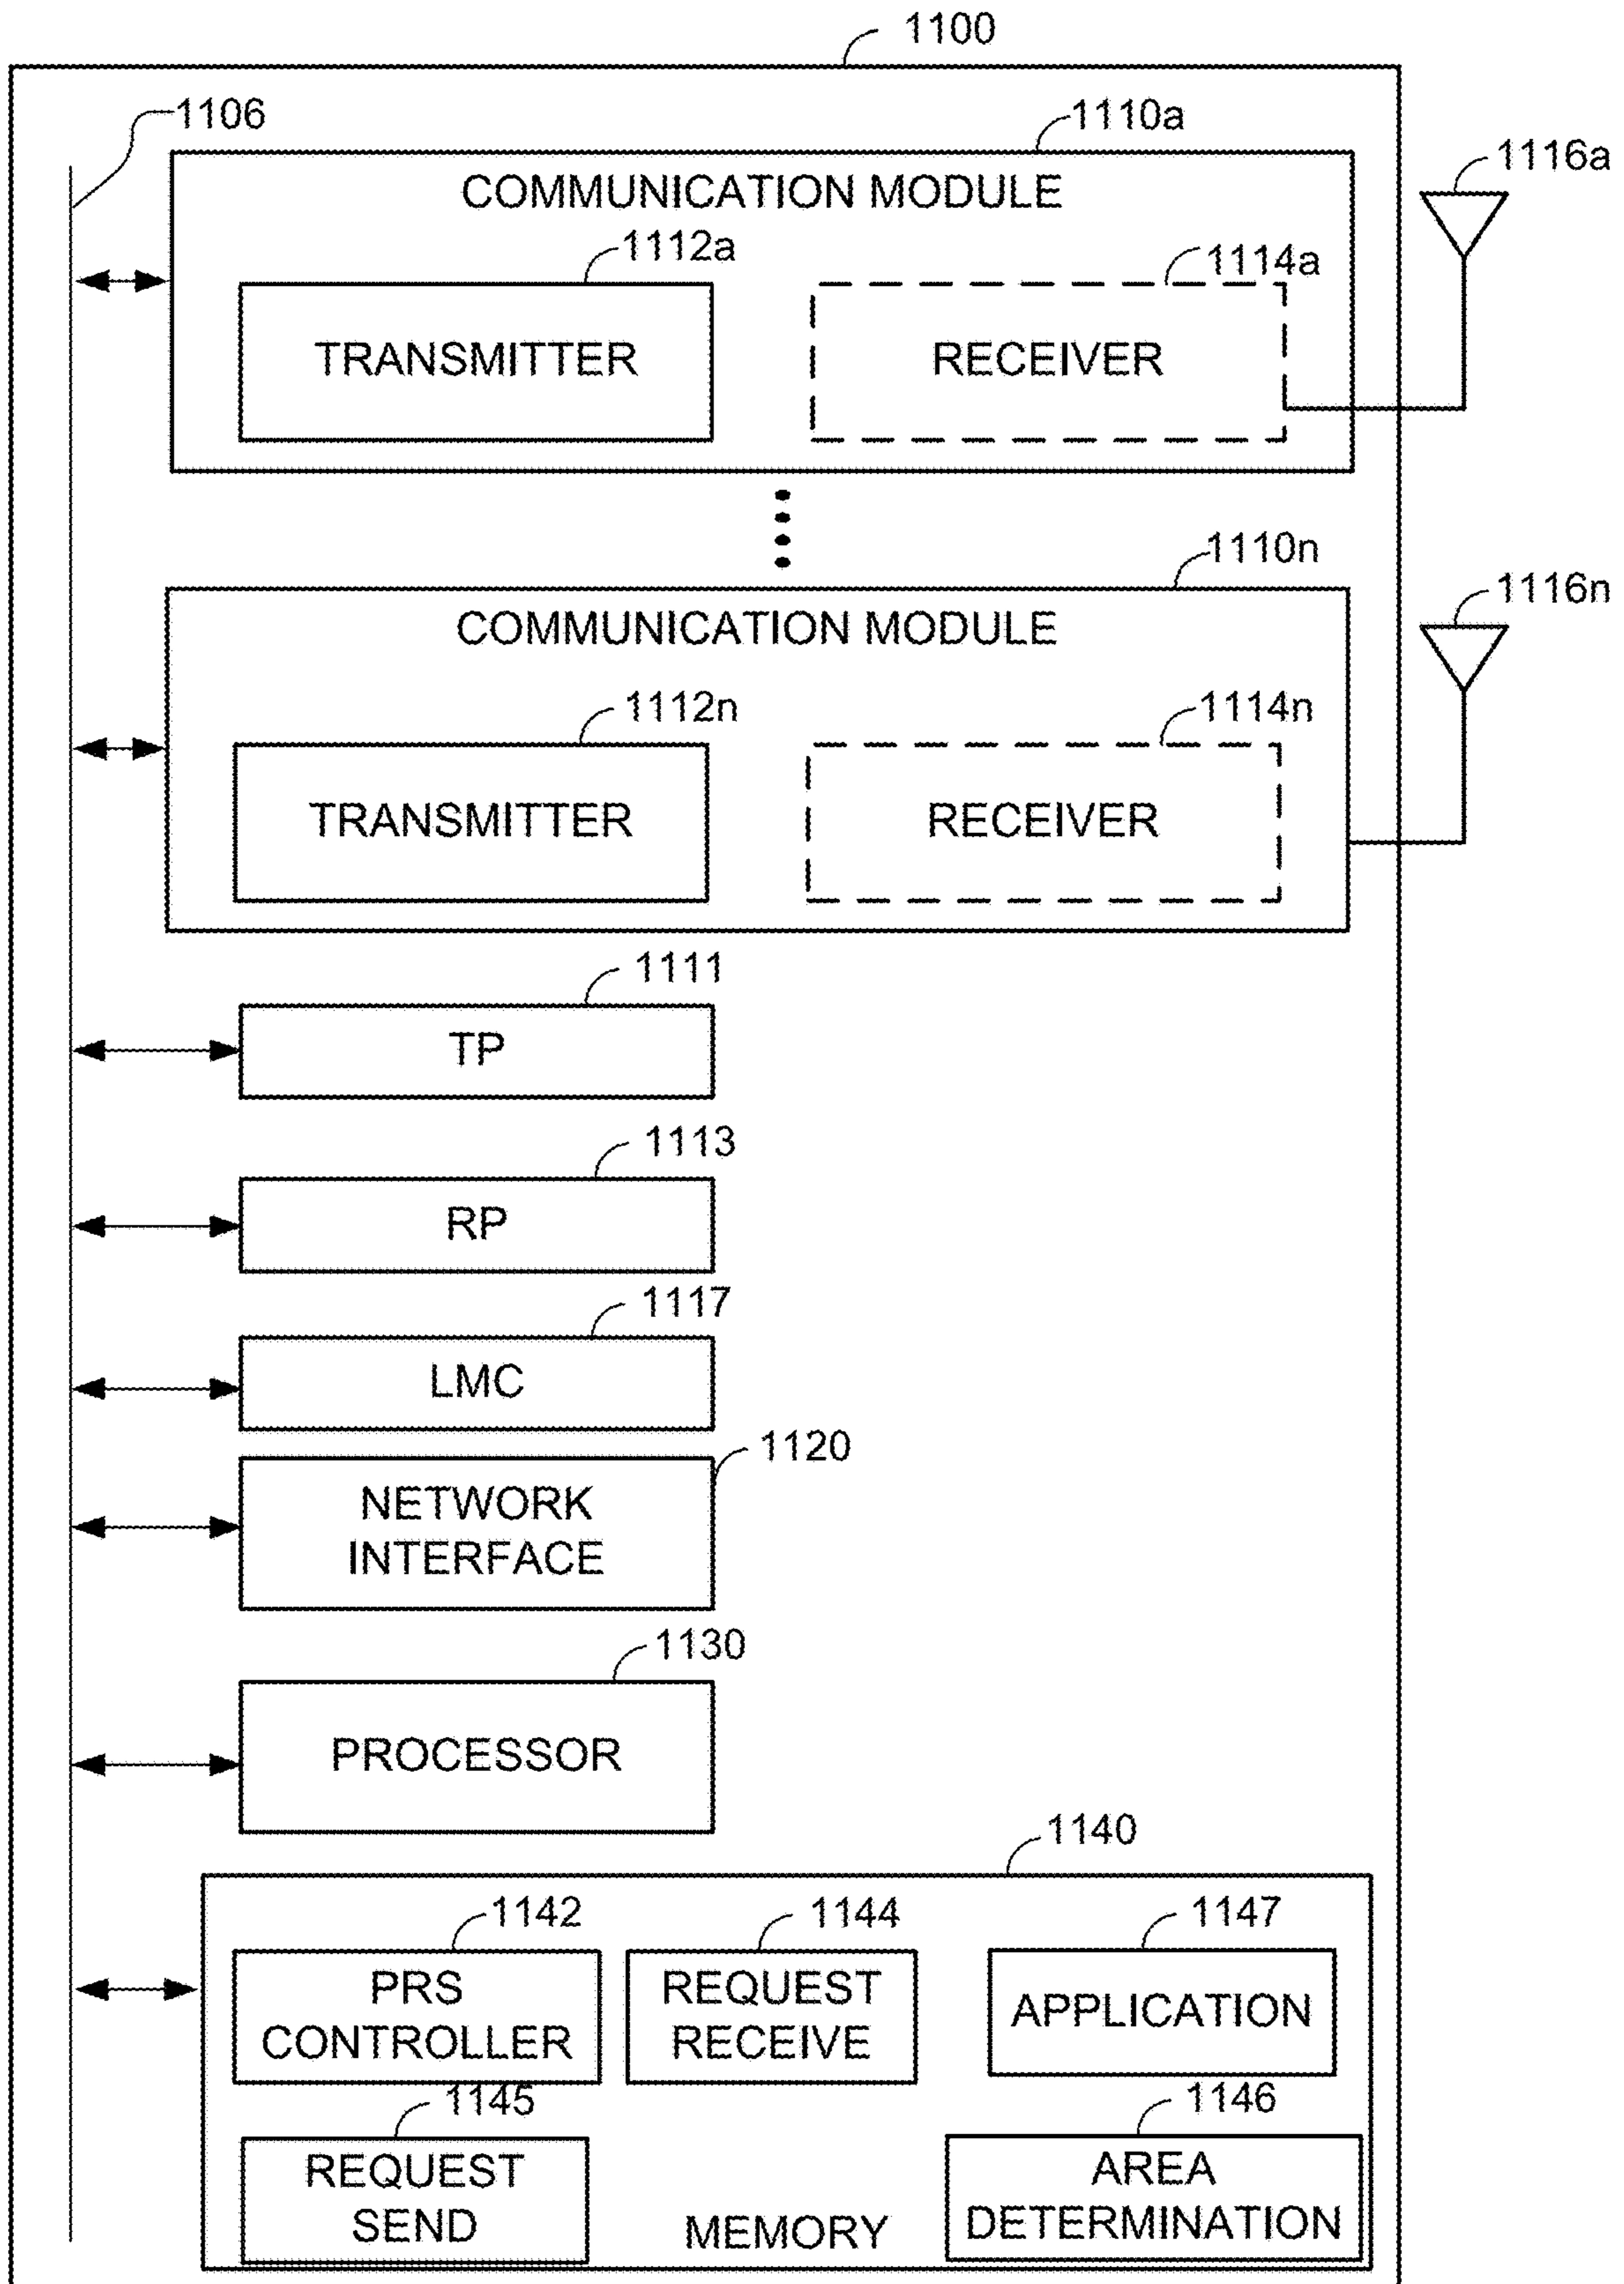 1100
1106
1110a
1116a
COMMUNICATION MODULE
1112a
1114a
TRANSMITTER
RECEIVER
1110n
1116n
COMMUNICATION MODULE
1112n
1114n
TRANSMITTER
RECEIVER
1111
TP
1113
RP
1117
LMC
1120
NETWORK
INTERFACE
1130
PROCESSOR
1140
1142
1144
1147
PRS
CONTROLLER
REQUEST
RECEIVE
APPLICATION
1145
1146
REQUEST
SEND
MEMORY
AREA
DETERMINATION